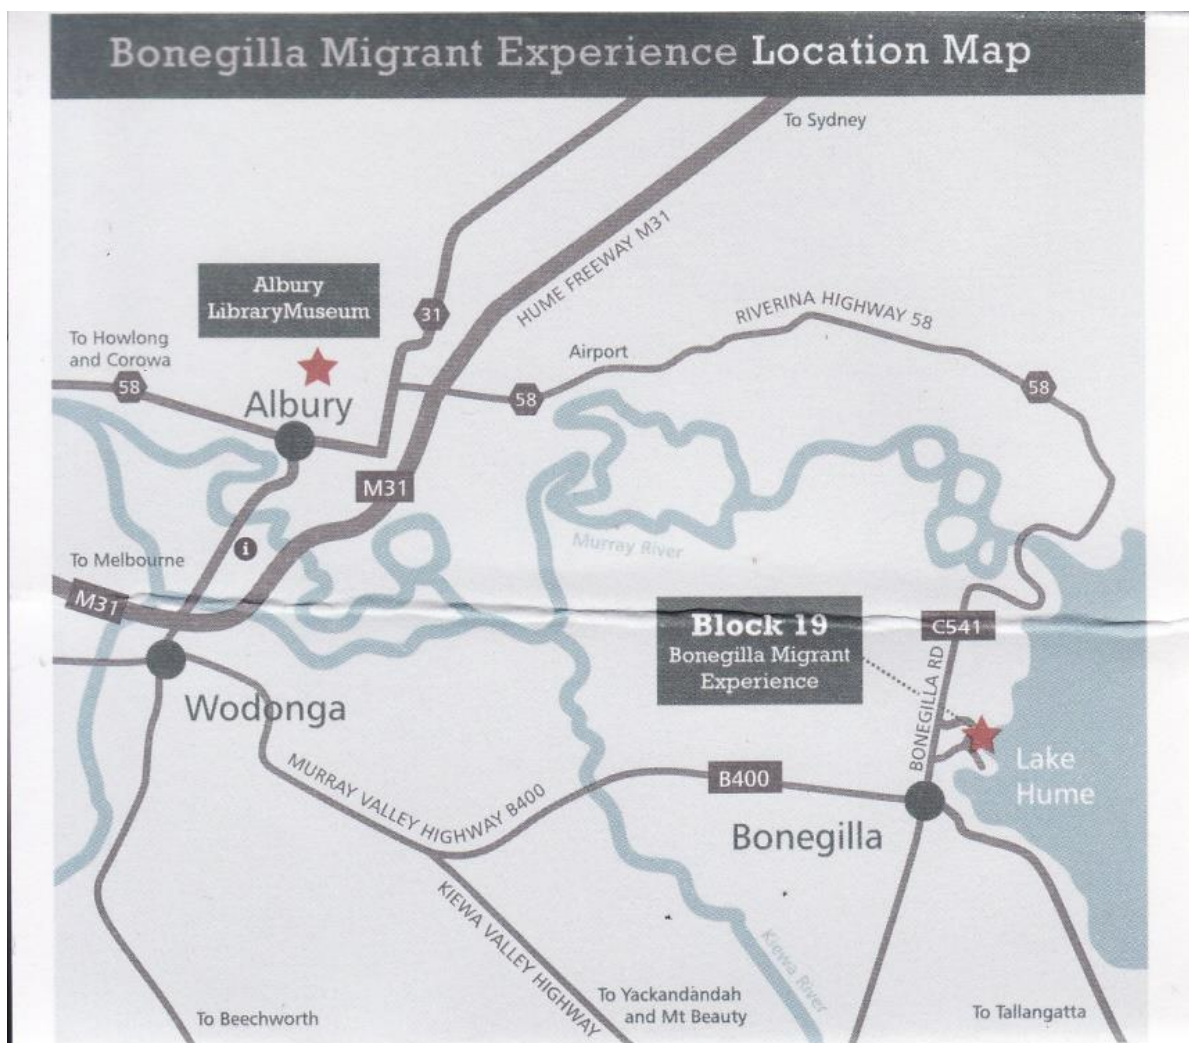 Bonegilla Migrant Experience Location Map
To Sydney
HUME FREEWAY M31
Albury
LibraryMuseum
31
RIVERINA HIGHWAY 58
To Howlong
and Corowa
Airport
58
58
58
Albury
M31
Murray River
i
To Melbourne
M31
Block 19
Bonegilla Migrant
Experience
C541
BONEGILLA RD
Wodonga
Lake
Hume
MURRAY VALLEY HIGHWAY B400
B400
Bonegilla
KIEWA VALLEY HIGHWAY
Kiewa River
To Yackandandah
and Mt Beauty
To Beechworth
To Tallangatta